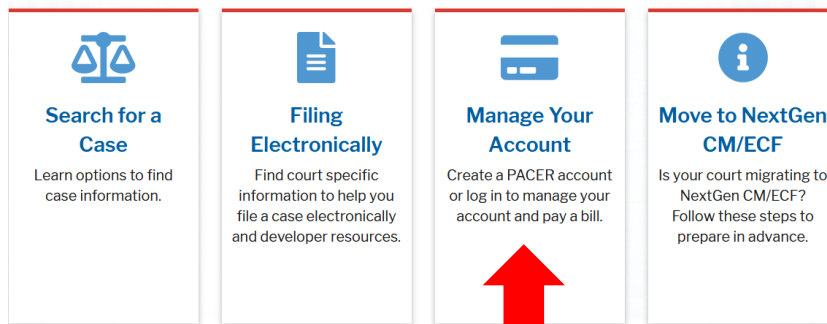 Search for a
Case
Learn options to find
case information.
Filing
Electronically
Find court specific
information to help you
file a case electronically
and developer resources.
Manage Your
Account
Create a PACER account
or log in to manage your
account and pay a bill.
Move to NextGen
CM/ECF
Is your court migrating to
NextGen CM/ECF?
Follow these steps to
prepare in advance.